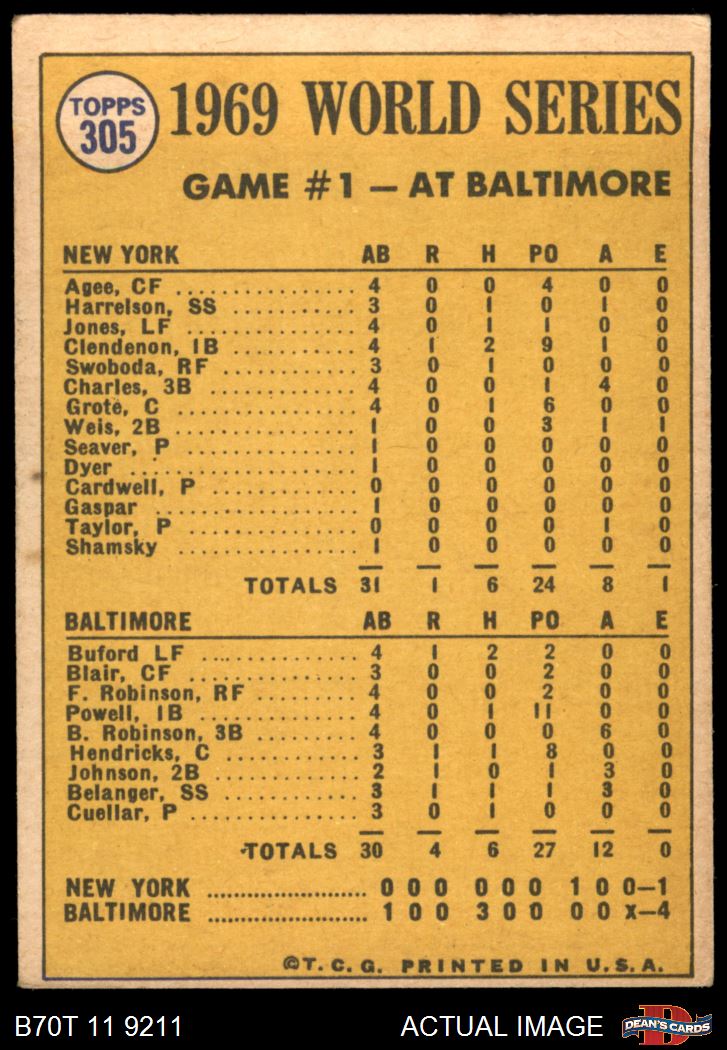 TOPPS
305
1969 WORLD SERIES
GAME #1 — AT BALTIMORE
NEW YORK AB R H PO A E
Agee, CF ................ 4 0 0 4 0 0
Harrelson, SS ............ 3 0 1 0 1 0
Jones, LF ............... 4 0 1 1 0 0
Clendenon, 1B ........... 4 1 2 9 1 0
Swoboda, RF ............ 3 0 1 0 0 0
Charles, 3B .............. 4 0 0 1 4 0
Grote, C ................ 4 0 1 6 0 0
Weis, 2B ................ 1 0 0 3 1 1
Seaver, P ................ 1 0 0 0 0 0
Dyer .................... 1 0 0 0 0 0
Cardwell, P .............. 0 0 0 0 0 0
Gaspar .................. 1 0 0 0 0 0
Taylor, P ................ 0 0 0 0 1 0
Shamsky ................ 1 0 0 0 0 0
TOTALS 31 1 6 24 8 1
BALTIMORE AB R H PO A E
Buford LF ............... 4 1 2 2 0 0
Blair, CF ................ 3 0 0 2 0 0
F. Robinson, RF .......... 4 0 0 2 0 0
Powell, 1B ............... 4 0 1 11 0 0
B. Robinson, 3B .......... 4 0 0 0 6 0
Hendricks, C ............. 3 1 1 8 0 0
Johnson, 2B .............. 2 1 0 1 3 0
Belanger, SS ............. 3 1 1 1 3 0
Cuellar, P ................ 3 0 1 0 0 0
TOTALS 30 4 6 27 12 0
NEW YORK ...................... 0 0 0 0 0 0 1 0 0—1
BALTIMORE ...................... 1 0 0 3 0 0 0 0 x—4
©T.C.G. PRINTED IN U.S.A.
B70T 11 9211 ACTUAL IMAGE D DEAN'S CARDS